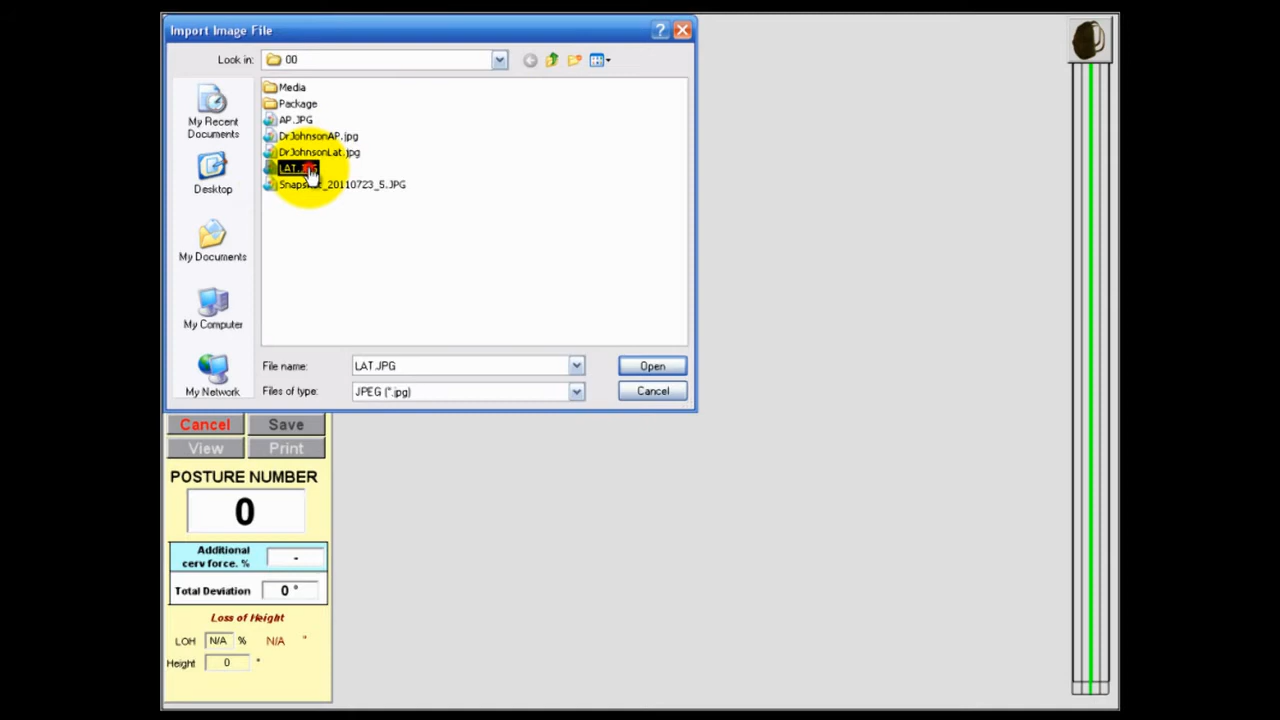 Import Image File
Look in: 00
Media
Package
AP.JPG
DrJohnsonAP.jpg
DrJohnsonLat.jpg
LAT.
20110723_5.JPG
My Recent
Documents
Desktop
My Documents
My Computer
My Network
File name: LAT.JPG Open
Files of type: JPEG (*.jpg) Cancel
Cancel Save
View Print
POSTURE NUMBER
0
Additional
cerv force. % -
Total Deviation 0 °
Loss of Height
LOH N/A % N/A "
Height 0 "